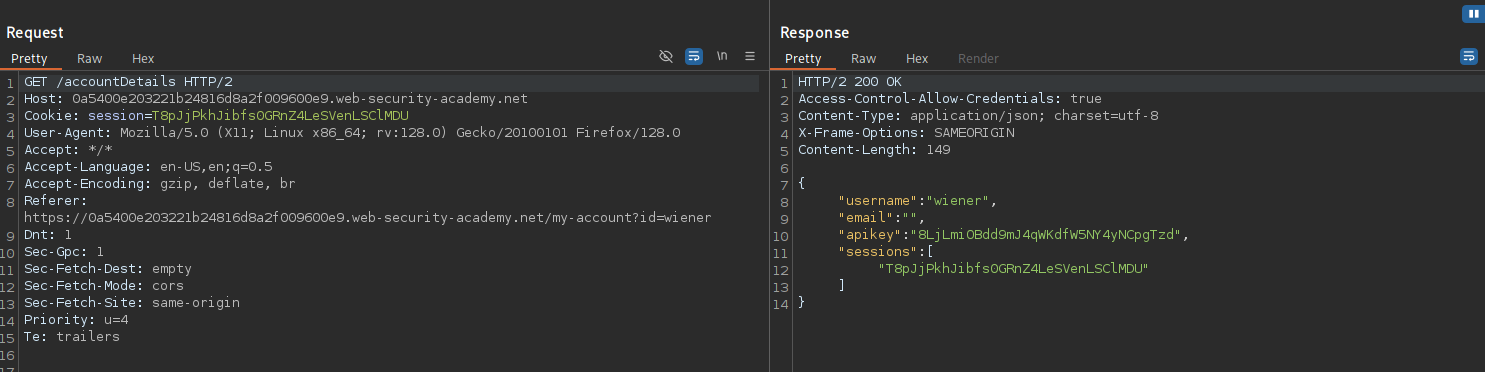 Request
Pretty Raw Hex \n
1 GET /accountDetails HTTP/2
2 Host: 0a5400e203221b24816d8a2f009600e9.web-security-academy.net
3 Cookie: session=T8pJjPkhJibfs0GRnZ4LeSVenLSClMDU
4 User-Agent: Mozilla/5.0 (X11; Linux x86_64; rv:128.0) Gecko/20100101 Firefox/128.0
5 Accept: */*
6 Accept-Language: en-US,en;q=0.5
7 Accept-Encoding: gzip, deflate, br
8 Referer:
https://0a5400e203221b24816d8a2f009600e9.web-security-academy.net/my-account?id=wiener
9 Dnt: 1
10 Sec-Gpc: 1
11 Sec-Fetch-Dest: empty
12 Sec-Fetch-Mode: cors
13 Sec-Fetch-Site: same-origin
14 Priority: u=4
15 Te: trailers
16
17
Response
Pretty Raw Hex Render
1 HTTP/2 200 OK
2 Access-Control-Allow-Credentials: true
3 Content-Type: application/json; charset=utf-8
4 X-Frame-Options: SAMEORIGIN
5 Content-Length: 149
6
7 {
8 "username":"wiener",
9 "email":"",
10 "apikey":"8LjLmiOBdd9mJ4qWKdfW5NY4yNCpgTzd",
11 "sessions":[
12 "T8pJjPkhJibfs0GRnZ4LeSVenLSClMDU"
13 ]
14 }